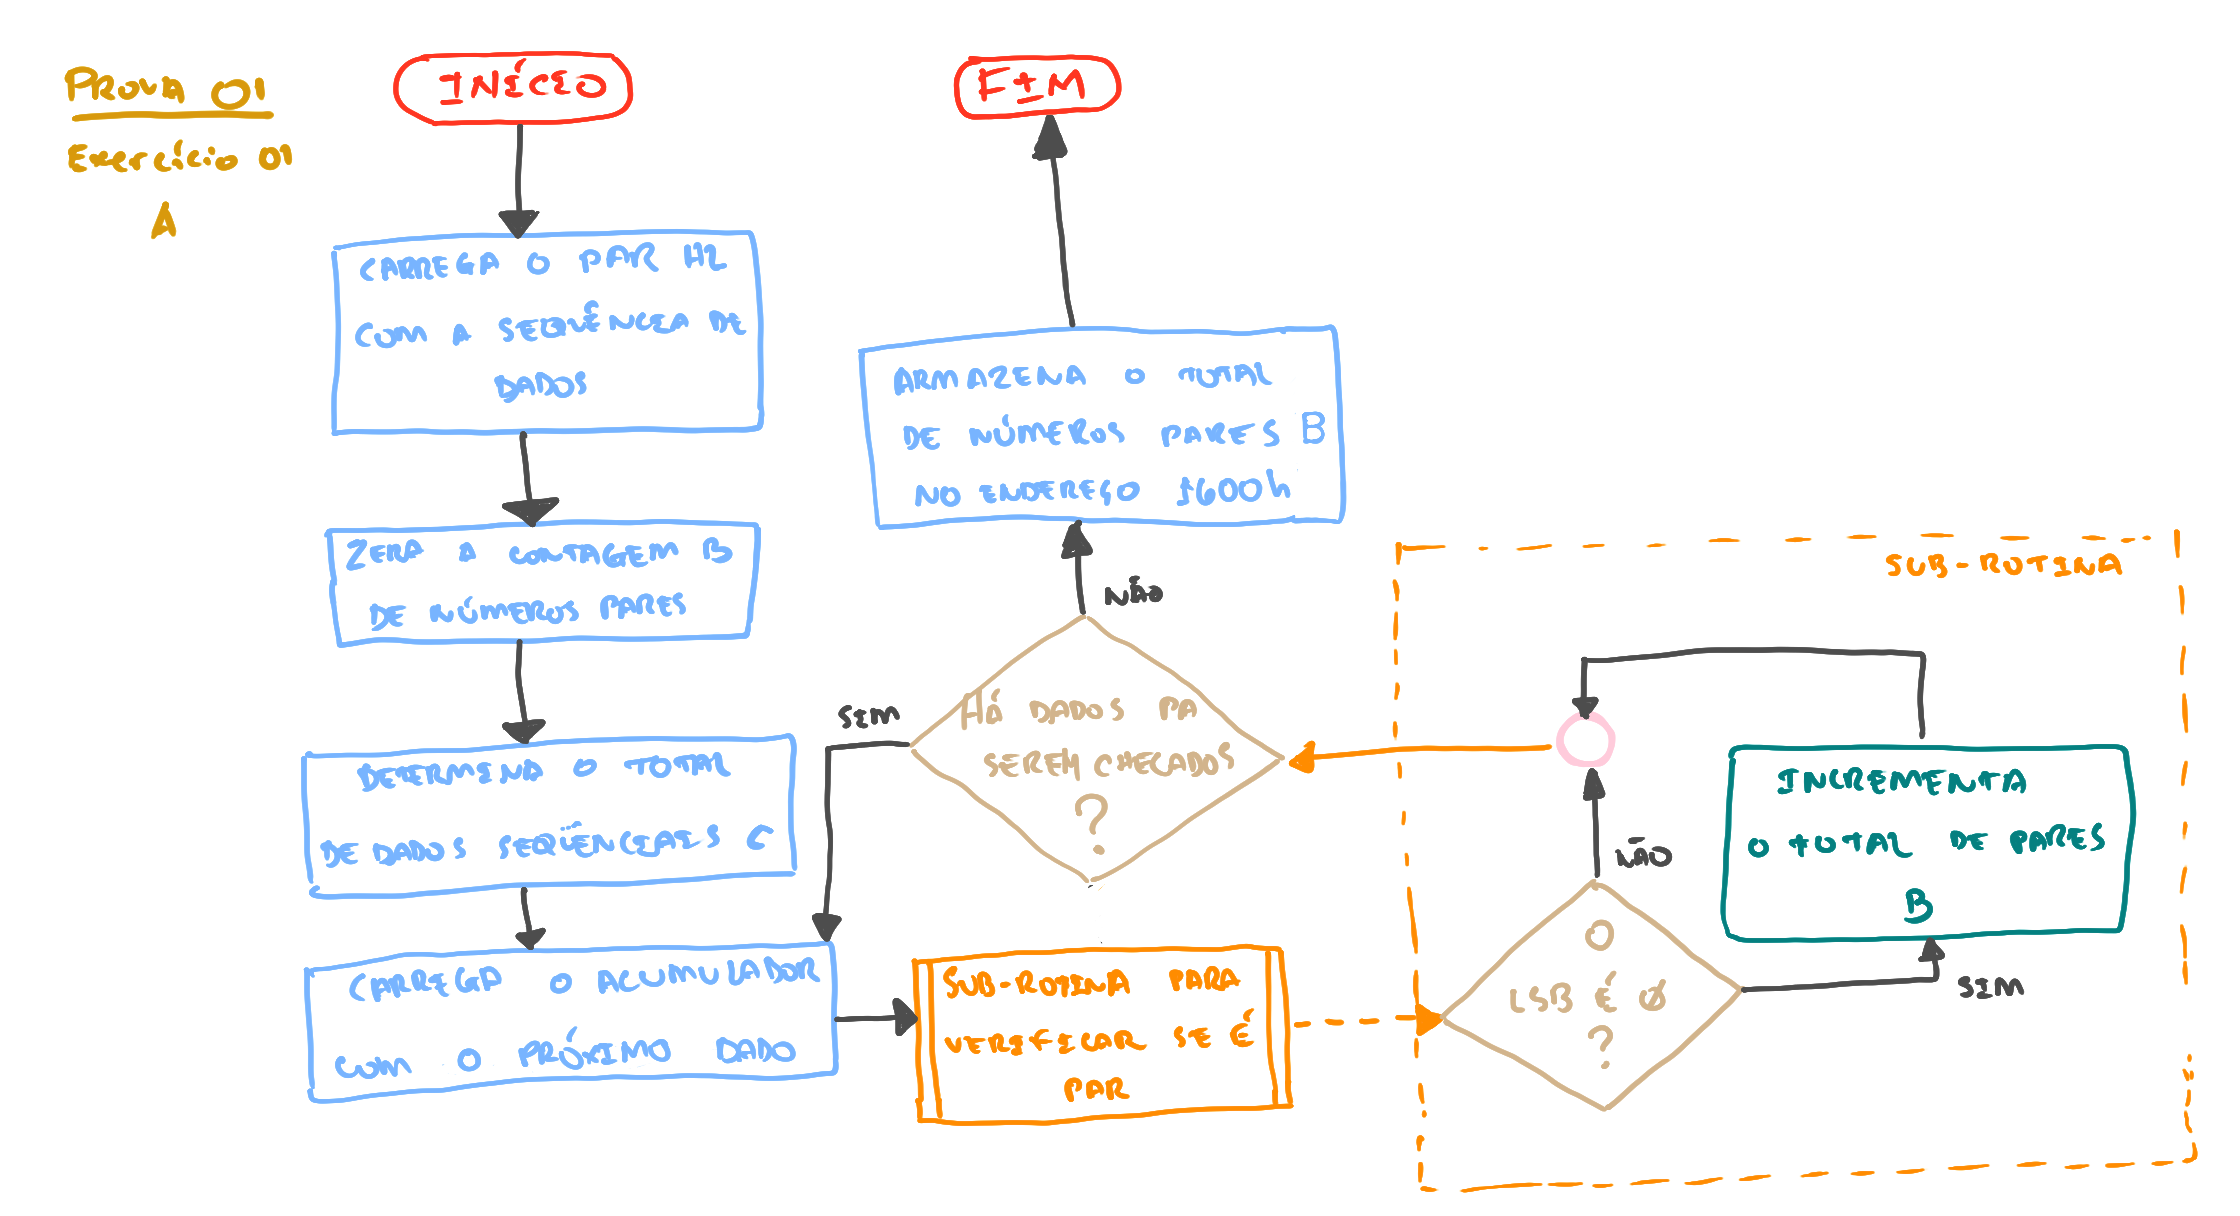 PROVA 01
Exercício 01
A
INÍCIO
CARREGA O PAR HL
COM A SEQUÊNCIA DE
DADOS
ZERA A CONTAGEM B
DE NÚMEROS PARES
DETERMINA O TOTAL
DE DADOS SEQÜÊNCIAIS C
CARREGA O ACUMULADOR
COM O PRÓXIMO DADO
SUB-ROTINA PARA
VERIFICAR SE É
PAR
HÁ DADOS PA
SEREM CHECADOS
?
SIM
NÃO
ARMAZENA O TOTAL
DE NÚMEROS PARES B
NO ENDEREÇO 1600h
FIM
SUB-ROTINA
O
LSB É Ø
?
NÃO
SIM
INCREMENTA
O TOTAL DE PARES
B